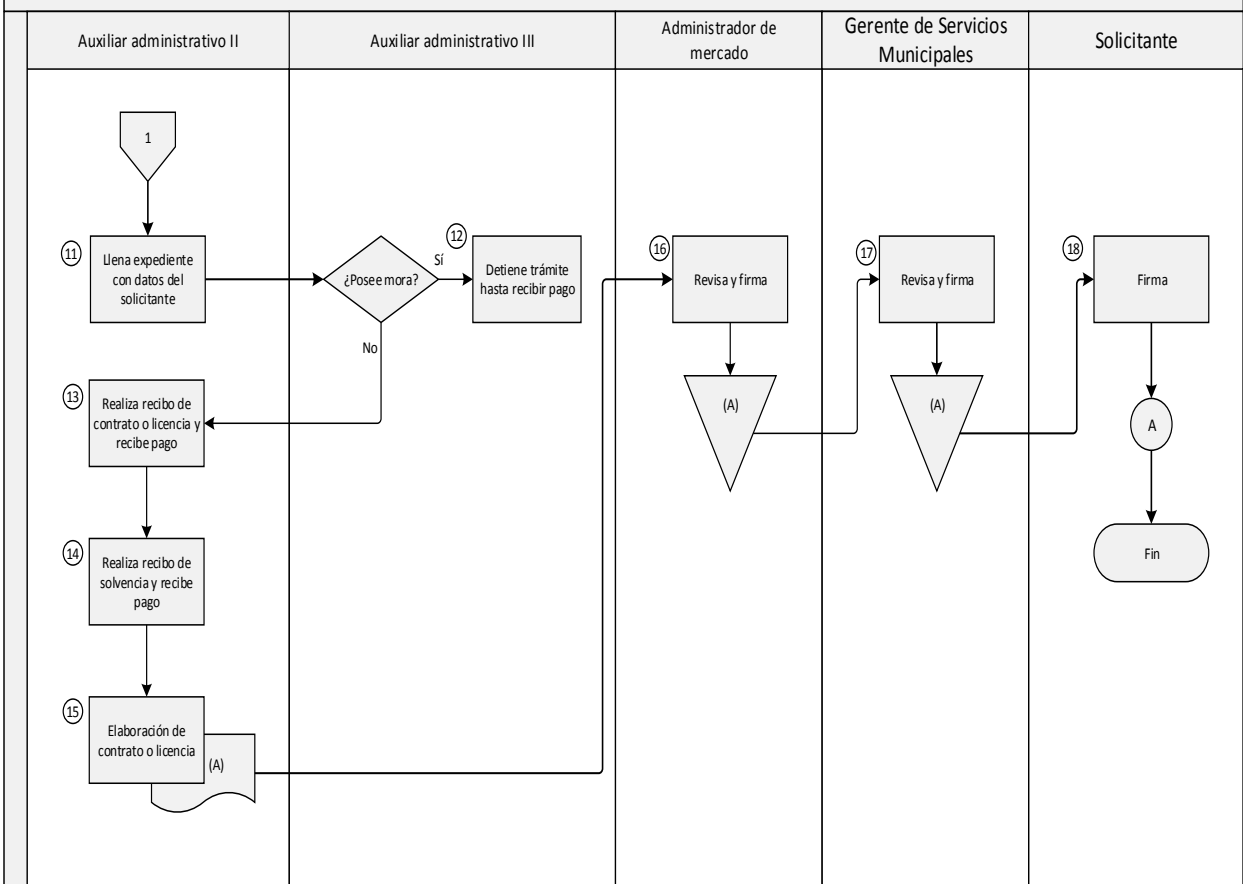 Auxiliar administrativo II
Auxiliar administrativo III
Administrador de
mercado
Gerente de Servicios
Municipales
Solicitante
1
11
Llena expediente
con datos del
solicitante
¿Posee mora?
Sí
No
12
Detiene trámite
hasta recibir pago
16
Revisa y firma
(A)
17
Revisa y firma
(A)
18
Firma
A
Fin
13
Realiza recibo de
contrato o licencia y
recibe pago
14
Realiza recibo de
solvencia y recibe
pago
15
Elaboración de
contrato o licencia
(A)